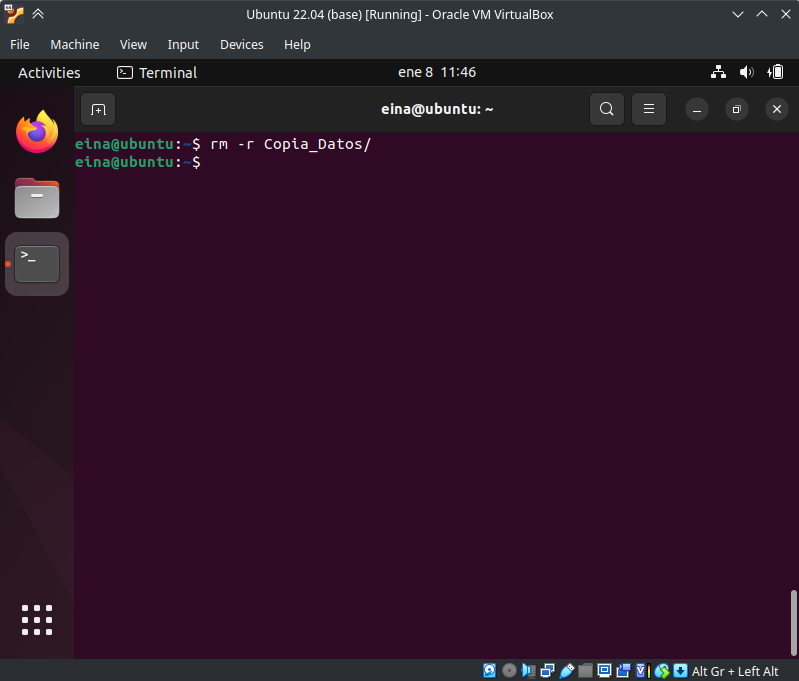 Ubuntu 22.04 (base) [Running] - Oracle VM VirtualBox
File Machine View Input Devices Help
Activities Terminal ene 8 11:46
eina@ubuntu: ~
eina@ubuntu:~$ rm -r Copia_Datos/
eina@ubuntu:~$
>_
Alt Gr + Left Alt